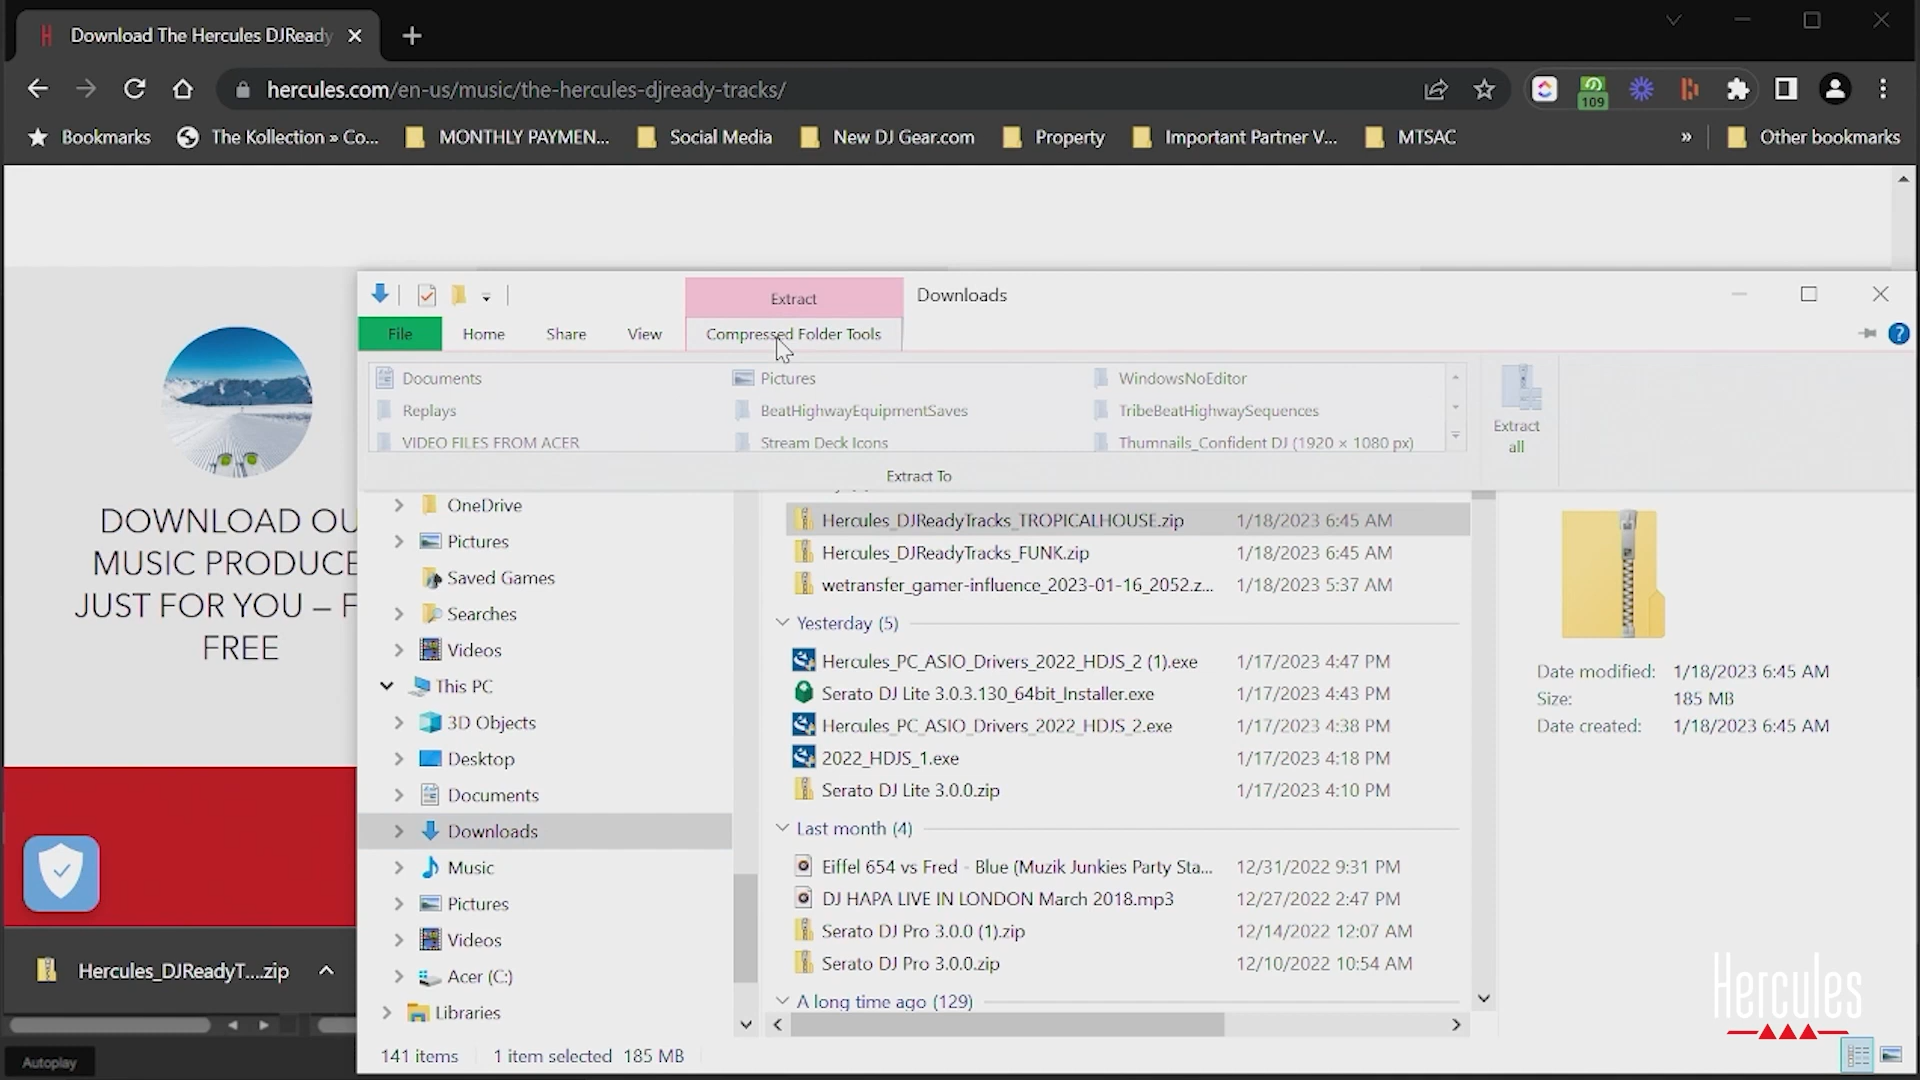 Download The Hercules DJReady
hercules.com/en-us/music/the-hercules-djready-tracks/
109
Bookmarks
The Kollection » Co...
MONTHLY PAYMEN...
Social Media
New DJ Gear.com
Property
Important Partner V...
MTSAC
»
Other bookmarks
DOWNLOAD OU
MUSIC PRODUCE
JUST FOR YOU – F
FREE
Extract
Downloads
File
Home
Share
View
Compressed Folder Tools
Documents
Pictures
WindowsNoEditor
Replays
BeatHighwayEquipmentSaves
TribeBeatHighwaySequences
VIDEO FILES FROM ACER
Stream Deck Icons
Thumnails_Confident DJ (1920 × 1080 px)
Extract
all
Extract To
OneDrive
Pictures
Saved Games
Searches
Videos
This PC
3D Objects
Desktop
Documents
Downloads
Music
Pictures
Videos
Acer (C:)
Libraries
Hercules_DJReadyTracks_TROPICALHOUSE.zip 1/18/2023 6:45 AM
Hercules_DJReadyTracks_FUNK.zip 1/18/2023 6:45 AM
wetransfer_gamer-influence_2023-01-16_2052.z... 1/18/2023 5:37 AM
Yesterday (5)
Hercules_PC_ASIO_Drivers_2022_HDJS_2 (1).exe 1/17/2023 4:47 PM
Serato DJ Lite 3.0.3.130_64bit_Installer.exe 1/17/2023 4:43 PM
Hercules_PC_ASIO_Drivers_2022_HDJS_2.exe 1/17/2023 4:38 PM
2022_HDJS_1.exe 1/17/2023 4:18 PM
Serato DJ Lite 3.0.0.zip 1/17/2023 4:10 PM
Last month (4)
Eiffel 654 vs Fred - Blue (Muzik Junkies Party Sta... 12/31/2022 9:31 PM
DJ HAPA LIVE IN LONDON March 2018.mp3 12/27/2022 2:47 PM
Serato DJ Pro 3.0.0 (1).zip 12/14/2022 12:07 AM
Serato DJ Pro 3.0.0.zip 12/10/2022 10:54 AM
A long time ago (129)
Date modified: 1/18/2023 6:45 AM
Size: 185 MB
Date created: 1/18/2023 6:45 AM
Hercules_DJReadyT....zip
141 items
1 item selected 185 MB
Autoplay
Hercules